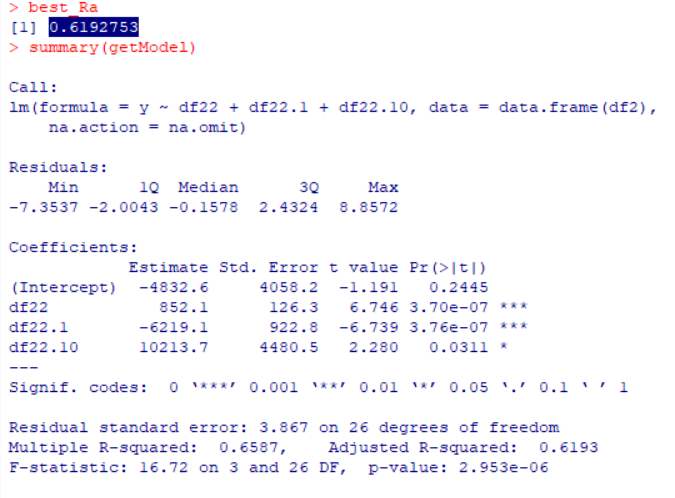 > best_Ra
[1] 0.6192753
> summary(getModel)
Call:
lm(formula = y ~ df22 + df22.1 + df22.10, data = data.frame(df2),
    na.action = na.omit)
Residuals:
    Min      1Q  Median      3Q     Max
-7.3537 -2.0043 -0.1578  2.4324  8.8572
Coefficients:
            Estimate Std. Error t value Pr(>|t|)
(Intercept)  -4832.6     4058.2  -1.191   0.2445
df22           852.1      126.3   6.746 3.70e-07 ***
df22.1       -6219.1      922.8  -6.739 3.76e-07 ***
df22.10      10213.7     4480.5   2.280   0.0311 *
---
Signif. codes:  0 ‘***’ 0.001 ‘**’ 0.01 ‘*’ 0.05 ‘.’ 0.1 ‘ ’ 1
Residual standard error: 3.867 on 26 degrees of freedom
Multiple R-squared:  0.6587,    Adjusted R-squared:  0.6193
F-statistic: 16.72 on 3 and 26 DF,  p-value: 2.953e-06